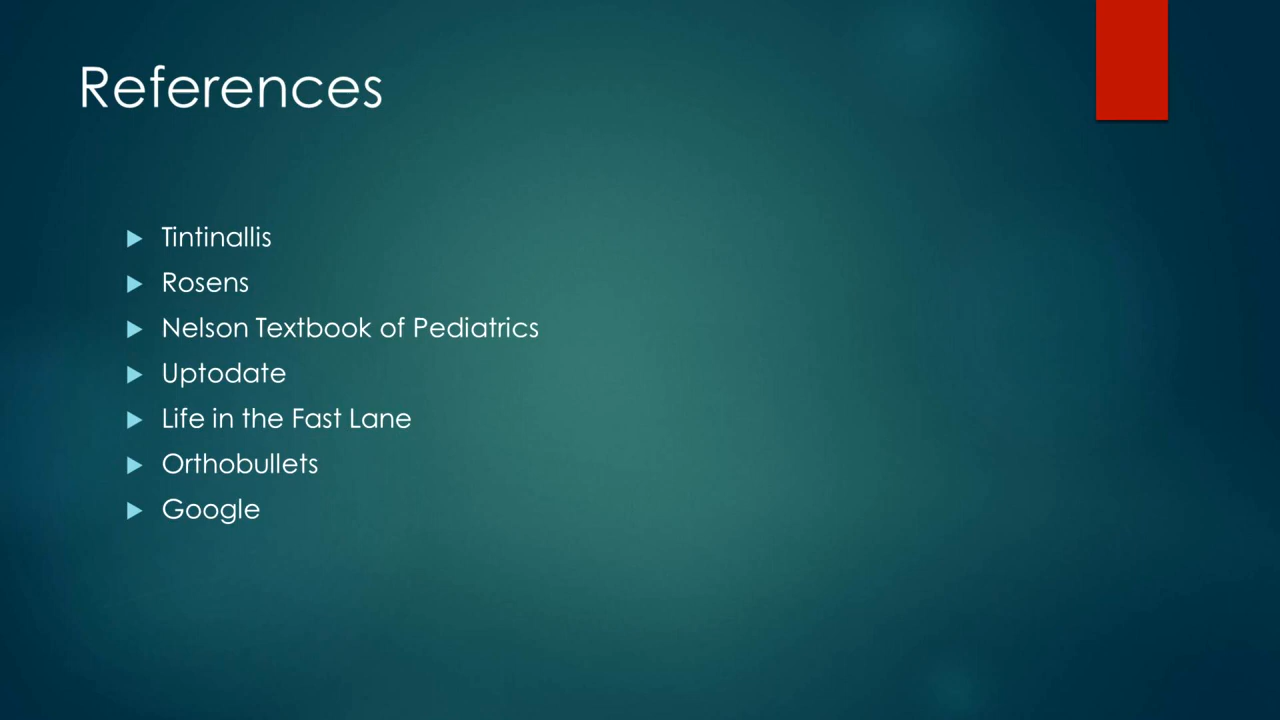 References
Tintinallis
Rosens
Nelson Textbook of Pediatrics
Uptodate
Life in the Fast Lane
Orthobullets
Google